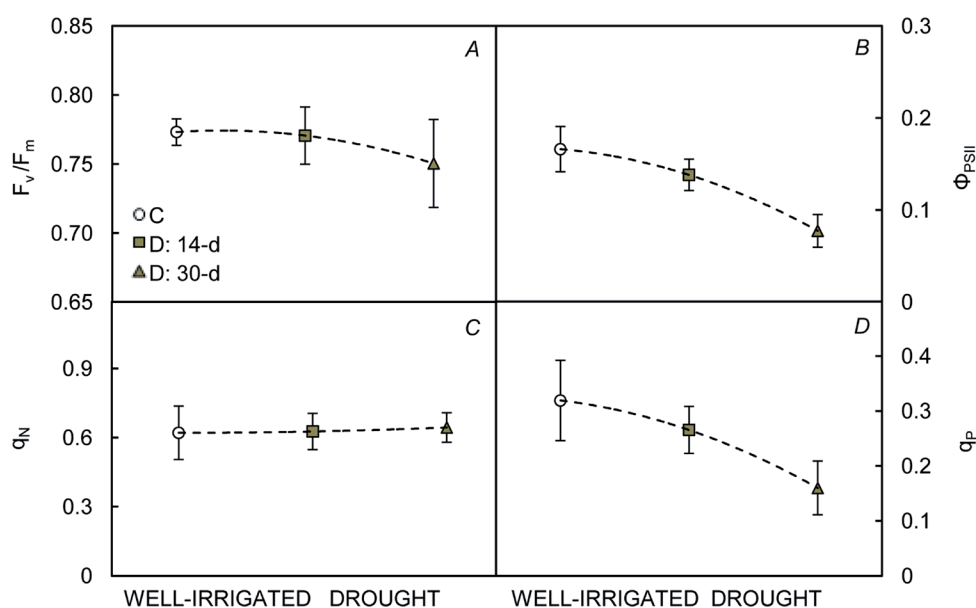 0.85
0.80
0.75
0.70
0.65
Fv/Fm
A
C
D: 14-d
D: 30-d
B
0.3
0.2
0.1
0
ΦPSII
0.9
0.6
0.3
0
qN
C
D
0.4
0.3
0.2
0.1
0
qP
WELL-IRRIGATED DROUGHT
WELL-IRRIGATED DROUGHT